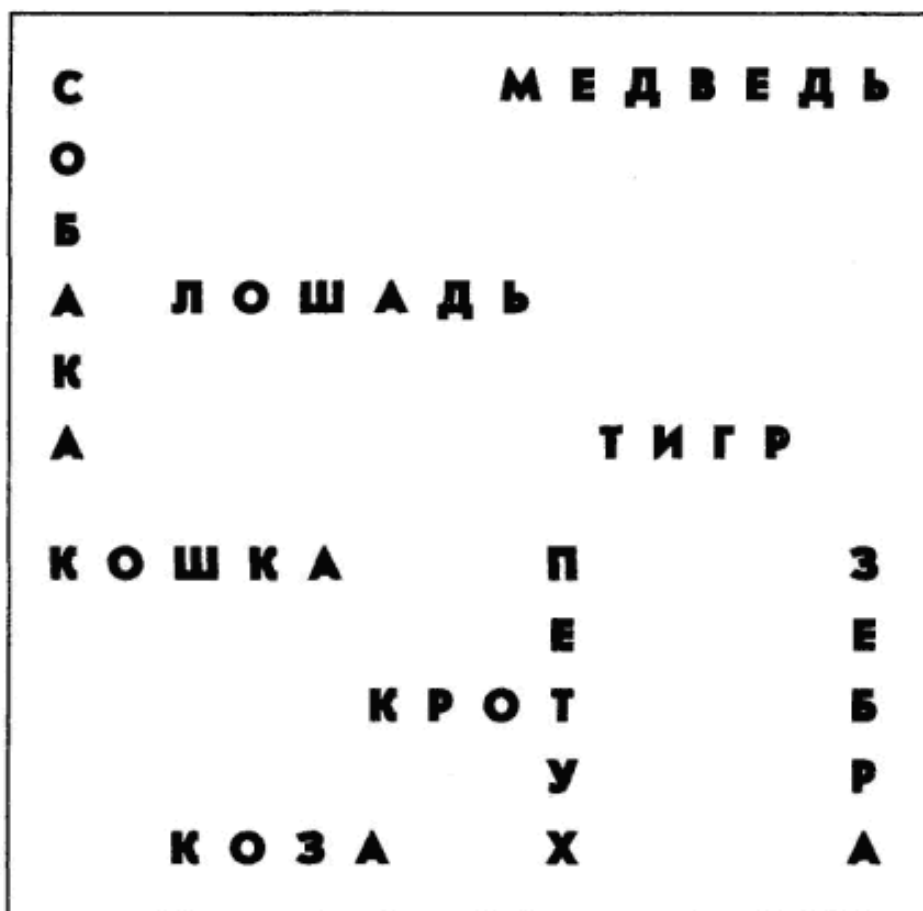 СОБАКА
МЕДВЕДЬ
ЛОШАДЬ
ТИГР
КОШКА
ПЕТУХ
ЗЕБРА
КРОТ
КОЗА